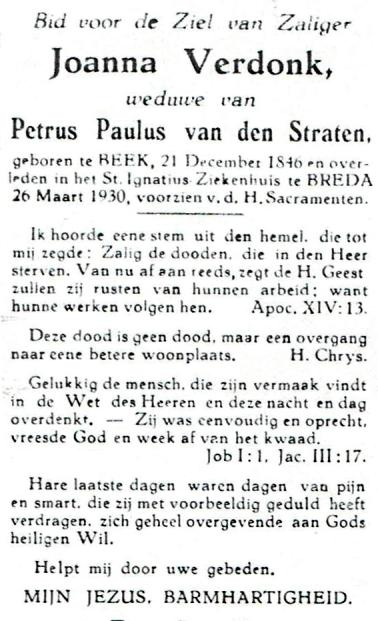 Bid voor de Ziel van Zaliger
Joanna Verdonk,
weduwe van
Petrus Paulus van den Straten,
geboren te BEEK, 21 December 1846 en over-
leden in het St. Ignatius-Ziekenhuis te BREDA
26 Maart 1930, voorzien v. d. H. Sacramenten.
Ik hoorde eene stem uit den hemel, die tot
mij zegde: Zalig de dooden, die in den Heer
sterven. Van nu af aan reeds, zegt de H. Geest
zullen zij rusten van hunnen arbeid; want
hunne werken volgen hen. Apoc. XIV: 13.
Deze dood is geen dood, maar een overgang
naar eene betere woonplaats. H. Chrys.
Gelukkig de mensch, die zijn vermaak vindt
in de Wet des Heeren en deze nacht en dag
overdenkt. — Zij was eenvoudig en oprecht,
vreesde God en week af van het kwaad.
Job I: 1, Jac. III: 17.
Hare laatste dagen waren dagen van pijn
en smart, die zij met voorbeeldig geduld heeft
verdragen, zich geheel overgevende aan Gods
heiligen Wil.
Helpt mij door uwe gebeden.
MIJN JEZUS, BARMHARTIGHEID.